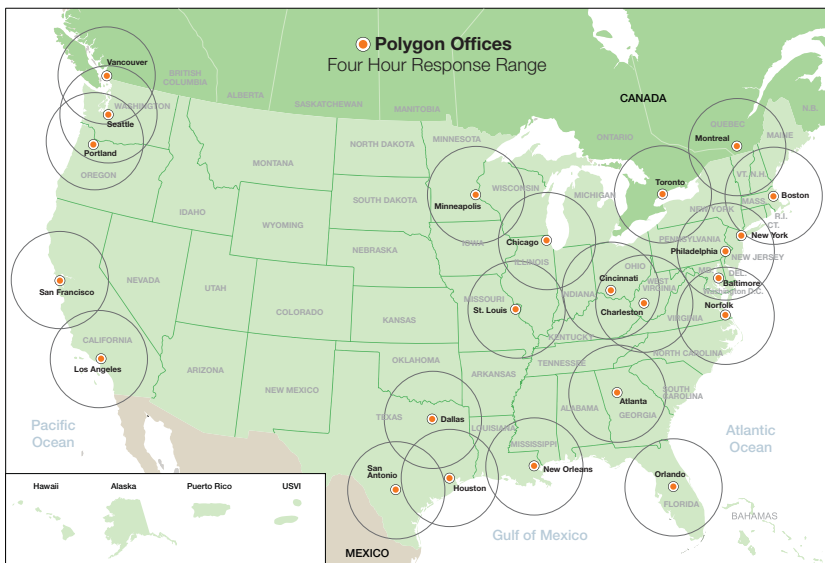 Polygon Offices
Four Hour Response Range
CANADA
Vancouver
BRITISH
COLUMBIA
ALBERTA
SASKATCHEWAN
MANITOBIA
ONTARIO
QUEBEC
N.B.
MAINE
Montreal
WASHINGTON
Seattle
Portland
OREGON
MONTANA
NORTH DAKOTA
MINNESOTA
IDAHO
SOUTH DAKOTA
Minneapolis
WISCONSIN
MICHIGAN
Toronto
VT.
N.H.
Boston
MASS
NEW YORK
R.I.
CT.
New York
WYOMING
IOWA
Chicago
PENNSYLVANIA
Philadelphia
NEW JERSEY
NEBRASKA
ILLINOIS
OHIO
MD.
DEL.
Baltimore
Washington D.C.
San Francisco
NEVADA
UTAH
COLORADO
KANSAS
MISSOURI
St. Louis
INDIANA
Cincinnati
WEST
VIRGINIA
Charleston
VIRGINIA
Norfolk
KENTUCKY
CALIFORNIA
Los Angeles
ARIZONA
NEW MEXICO
OKLAHOMA
ARKANSAS
TENNESSEE
NORTH CAROLINA
SOUTH
CAROLINA
Atlanta
GEORGIA
ALABAMA
MISSISSIPPI
LOUISIANA
TEXAS
Dallas
Pacific
Ocean
Atlantic
Ocean
San
Antonio
Houston
New Orleans
Orlando
FLORIDA
BAHAMAS
Gulf of Mexico
MEXICO
Hawaii
Alaska
Puerto Rico
USVI